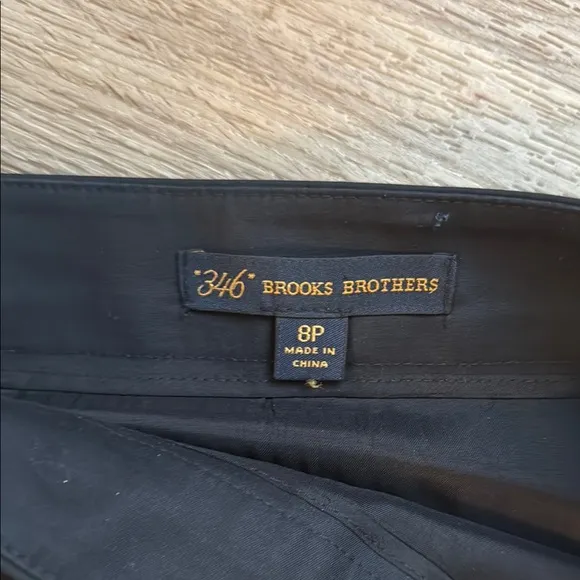 "346" BROOKS BROTHERS
8P
MADE IN
CHINA